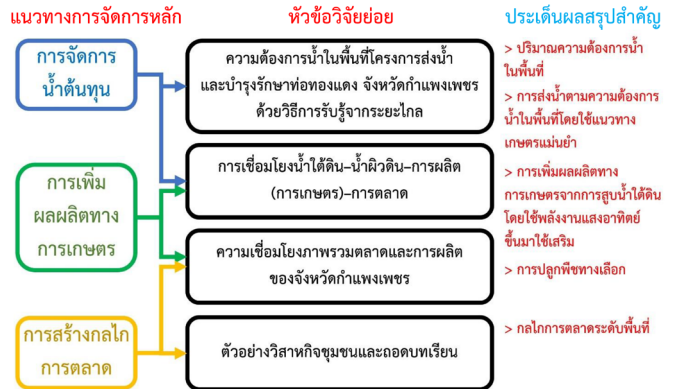 แนวทางการจัดการหลัก
หัวข้อวิจัยย่อย
ประเด็นผลสรุปสำคัญ
การจัดการ
น้ำต้นทุน
การเพิ่ม
ผลผลิตทาง
การเกษตร
การสร้างกลไก
การตลาด
ความต้องการน้ำในพื้นที่โครงการส่งน้ำ
และบำรุงรักษาท่อทองแดง จังหวัดกำแพงเพชร
ด้วยวิธีการรับรู้จากระยะไกล
การเชื่อมโยงน้ำใต้ดิน–น้ำผิวดิน–การผลิต
(การเกษตร)–การตลาด
ความเชื่อมโยงภาพรวมตลาดและการผลิต
ของจังหวัดกำแพงเพชร
ตัวอย่างวิสาหกิจชุมชนและถอดบทเรียน
> ปริมาณความต้องการน้ำ
ในพื้นที่
> การส่งน้ำตามความต้องการ
น้ำในพื้นที่โดยใช้แนวทาง
เกษตรแม่นยำ
> การเพิ่มผลผลิตทาง
การเกษตรจากการสูบน้ำใต้ดิน
โดยใช้พลังงานแสงอาทิตย์
ขึ้นมาใช้เสริม
> การปลูกพืชทางเลือก
> กลไกการตลาดระดับพื้นที่